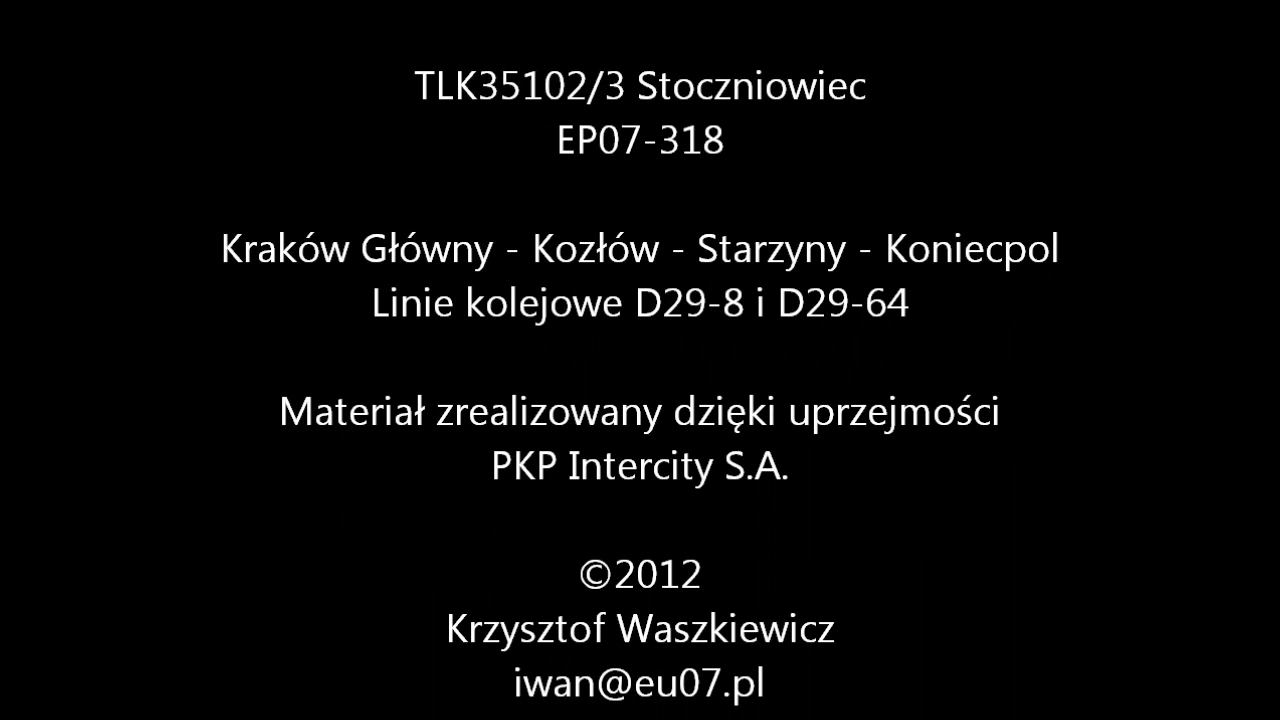 TLK35102/3 Stoczniowiec
EP07-318
Kraków Główny - Kozłów - Starzyny - Koniecpol
Linie kolejowe D29-8 i D29-64
Materiał zrealizowany dzięki uprzejmości
PKP Intercity S.A.
©2012
Krzysztof Waszkiewicz
iwan@eu07.pl